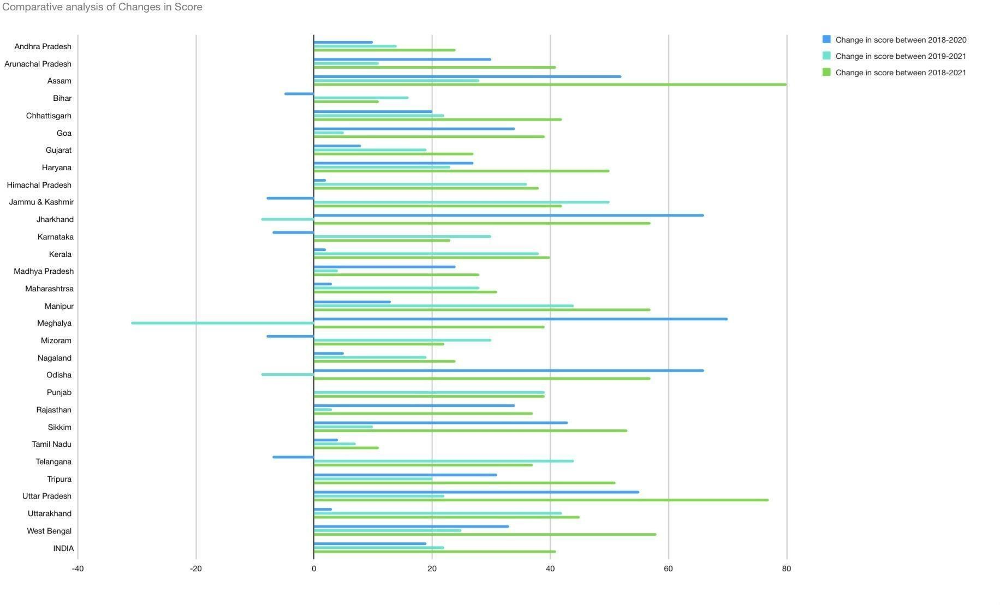 Comparative analysis of Changes in Score
Change in score between 2018-2020
Change in score between 2019-2021
Change in score between 2018-2021
Andhra Pradesh
Arunachal Pradesh
Assam
Bihar
Chhattisgarh
Goa
Gujarat
Haryana
Himachal Pradesh
Jammu & Kashmir
Jharkhand
Karnataka
Kerala
Madhya Pradesh
Maharashtrsa
Manipur
Meghalya
Mizoram
Nagaland
Odisha
Punjab
Rajasthan
Sikkim
Tamil Nadu
Telangana
Tripura
Uttar Pradesh
Uttarakhand
West Bengal
INDIA
-40 -20 0 20 40 60 80